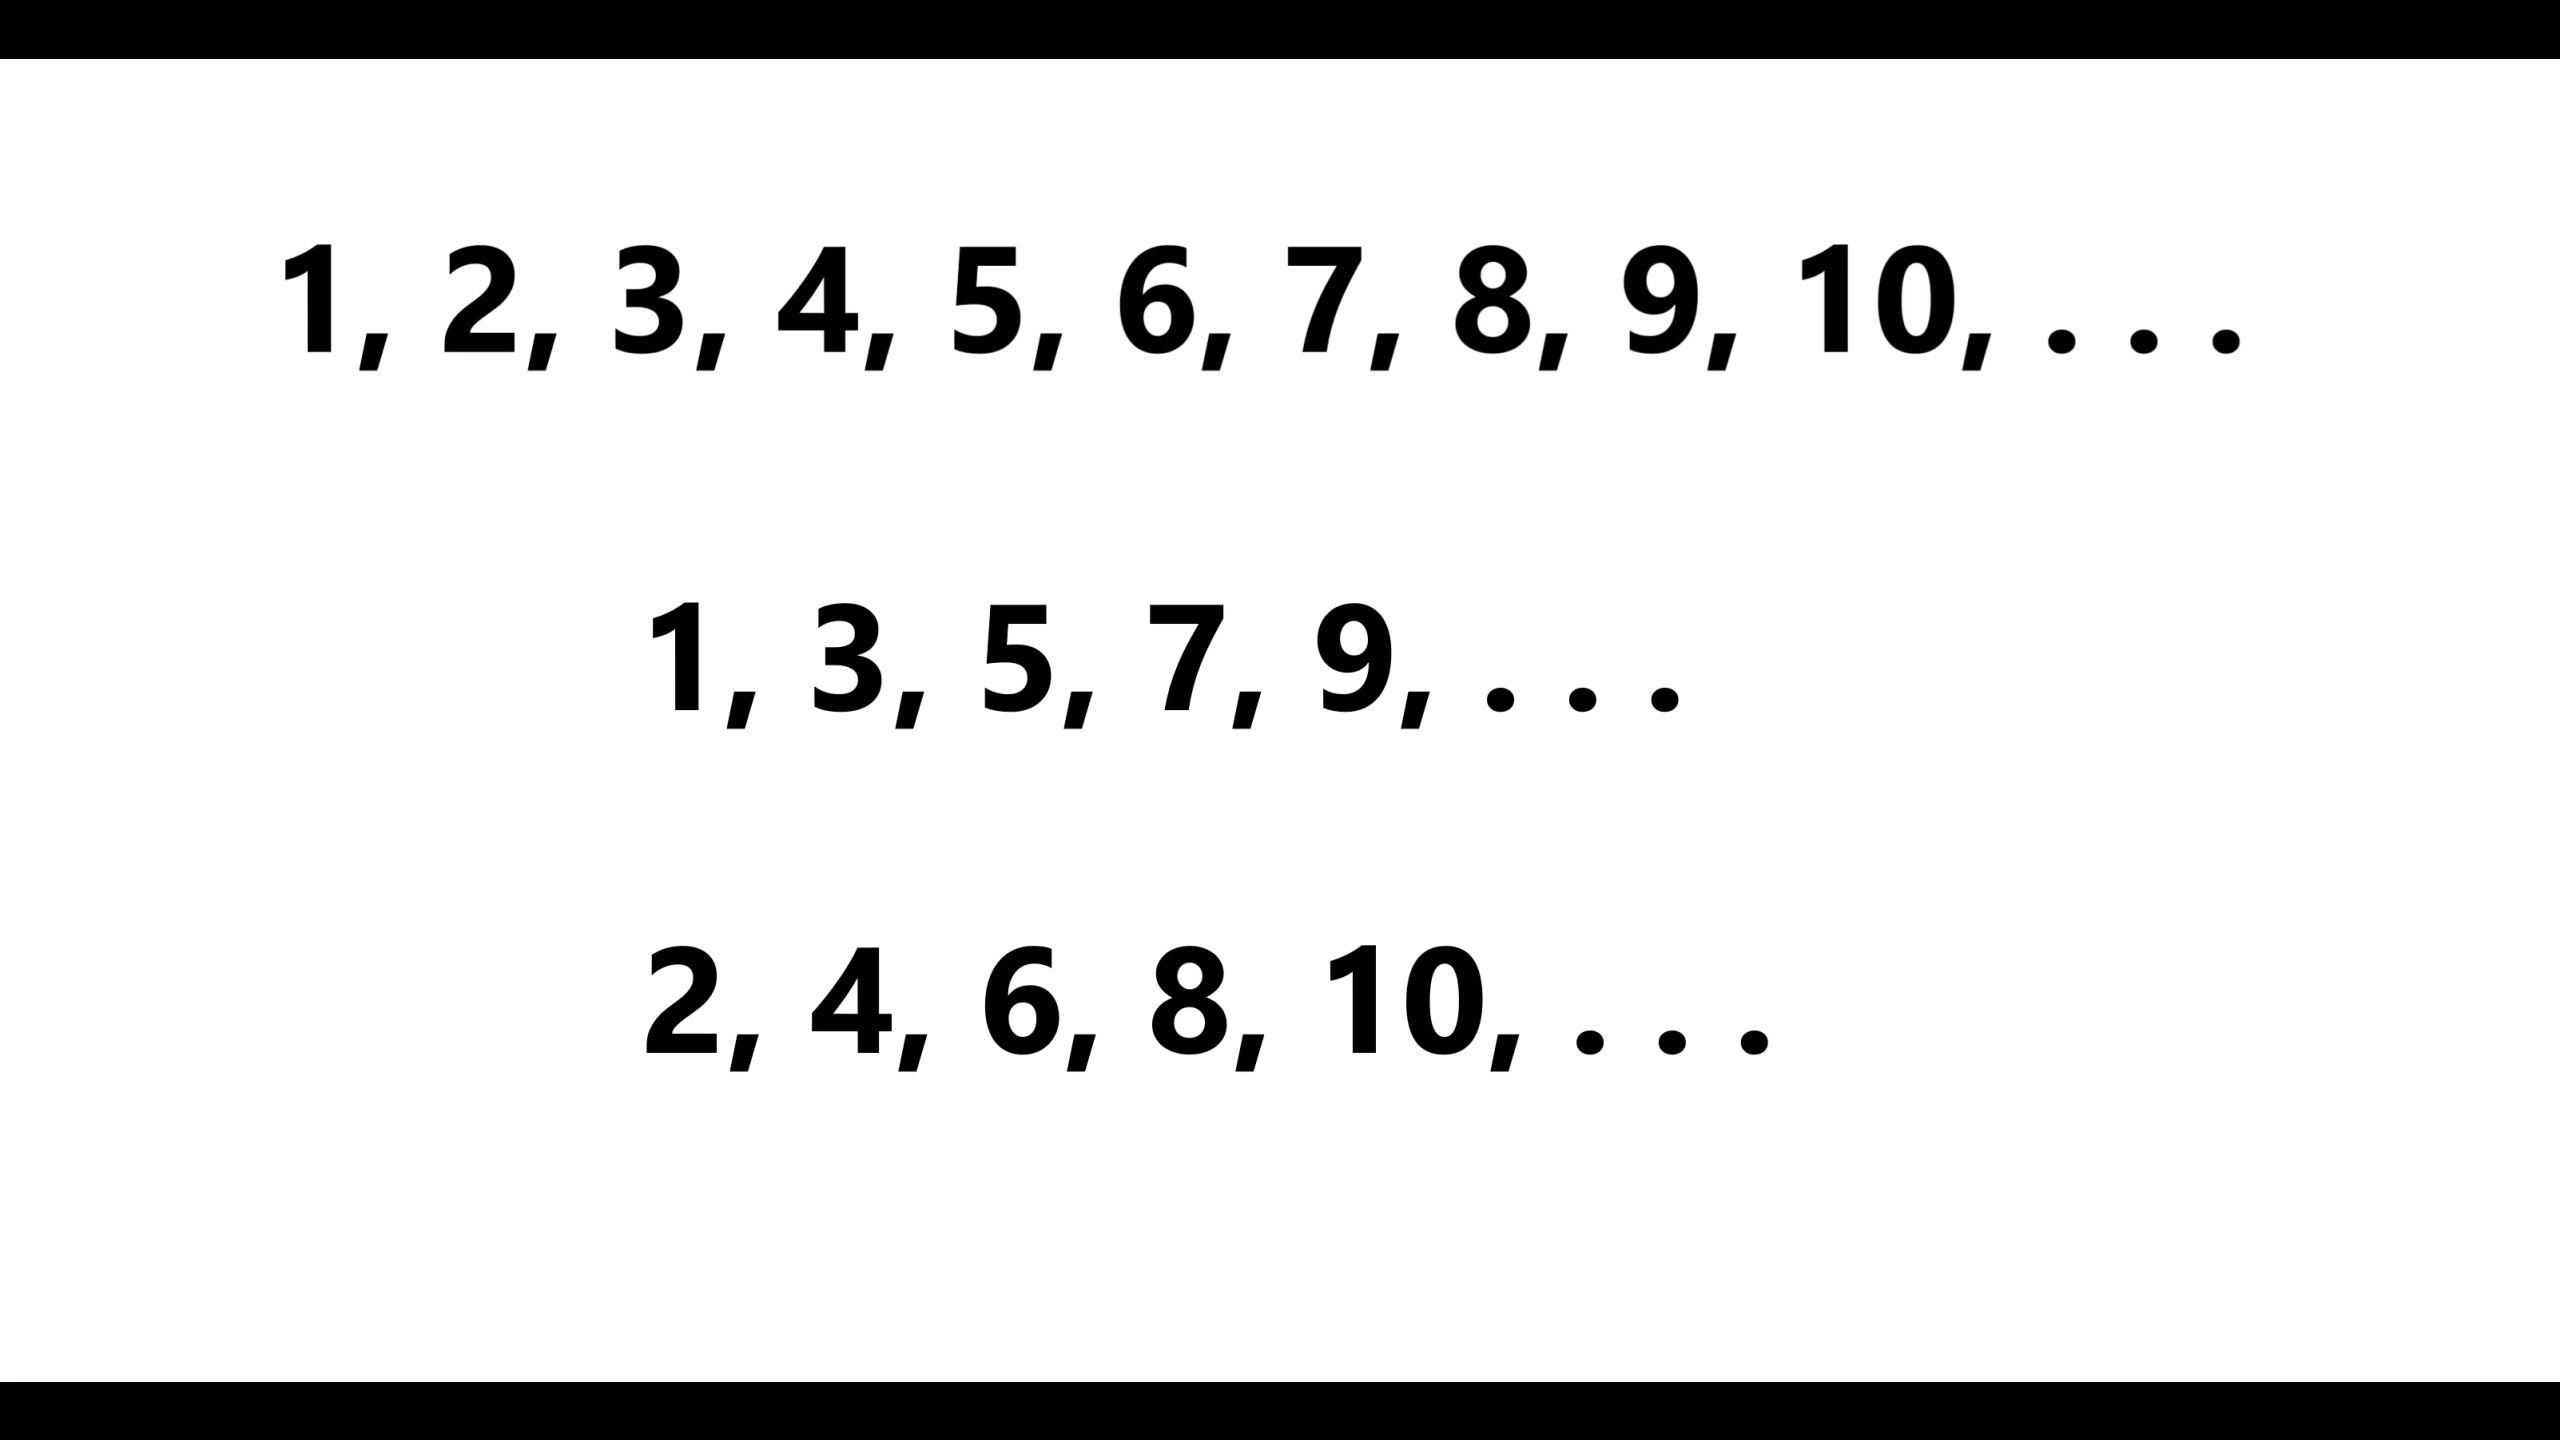 1, 2, 3, 4, 5, 6, 7, 8, 9, 10, . . .
1, 3, 5, 7, 9, . . .
2, 4, 6, 8, 10, . . .